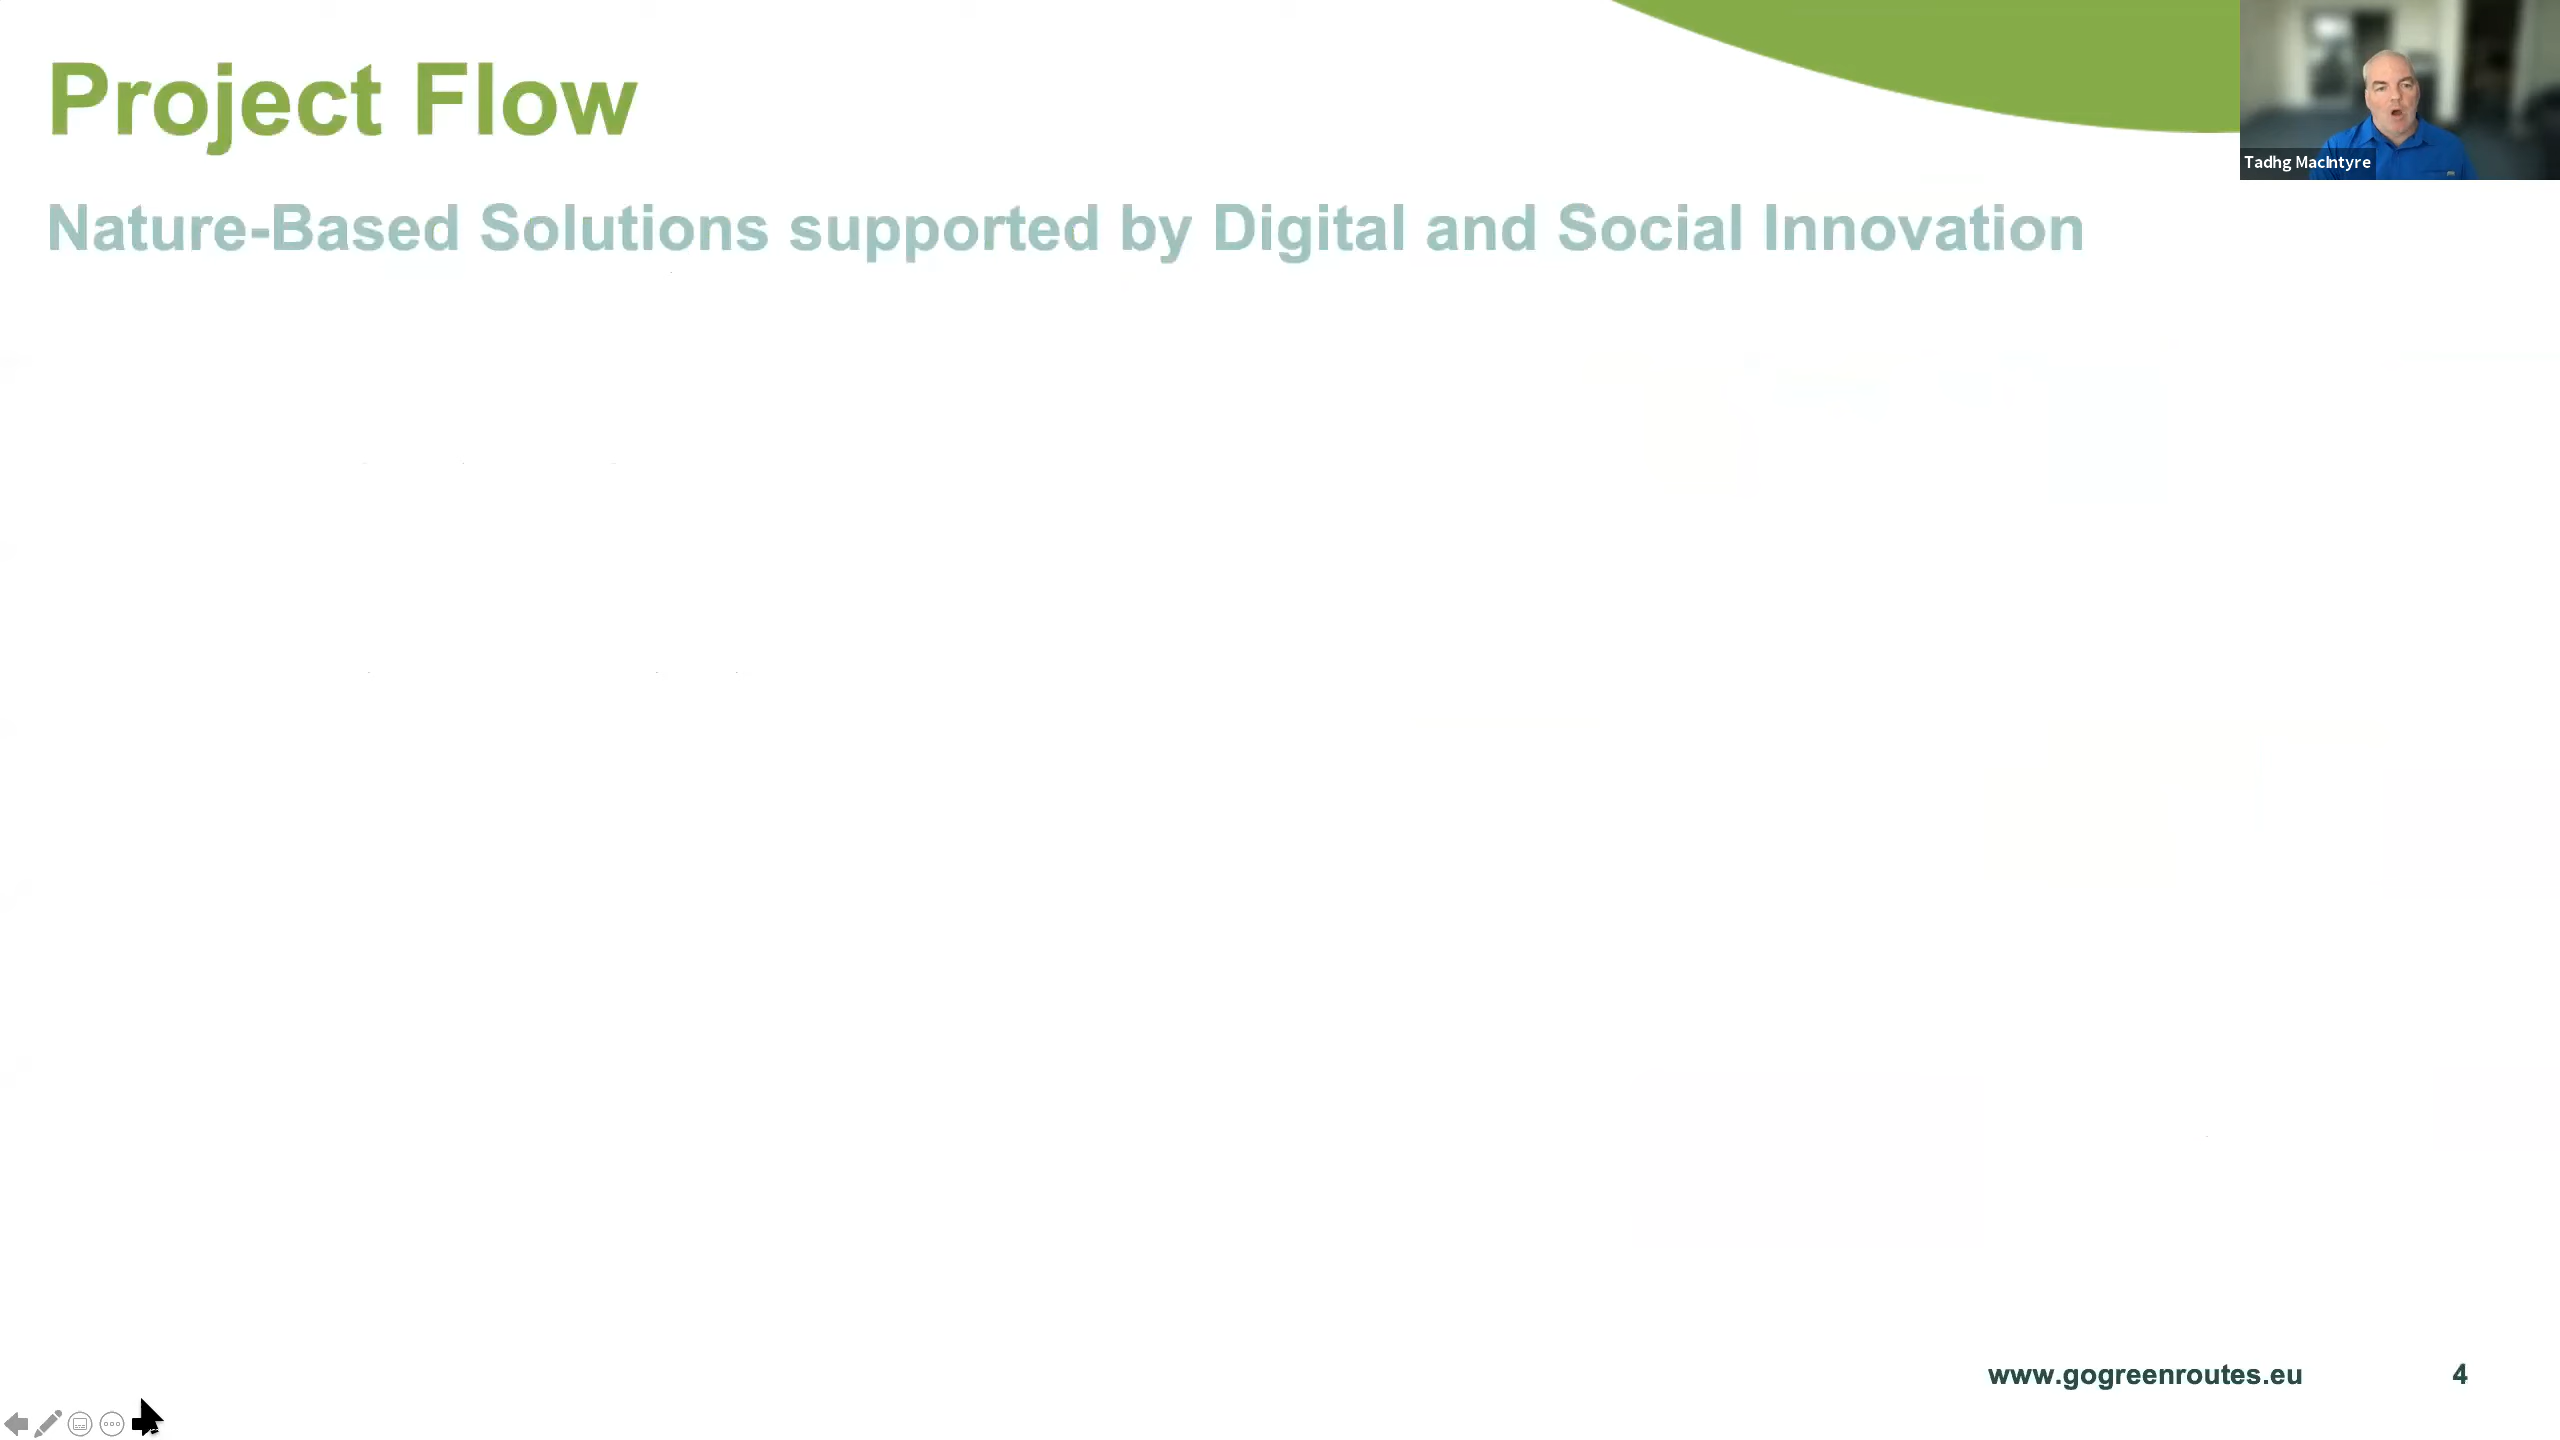 Project Flow
Tadhg MacIntyre
Nature-Based Solutions supported by Digital and Social Innovation
www.gogreenroutes.eu
4